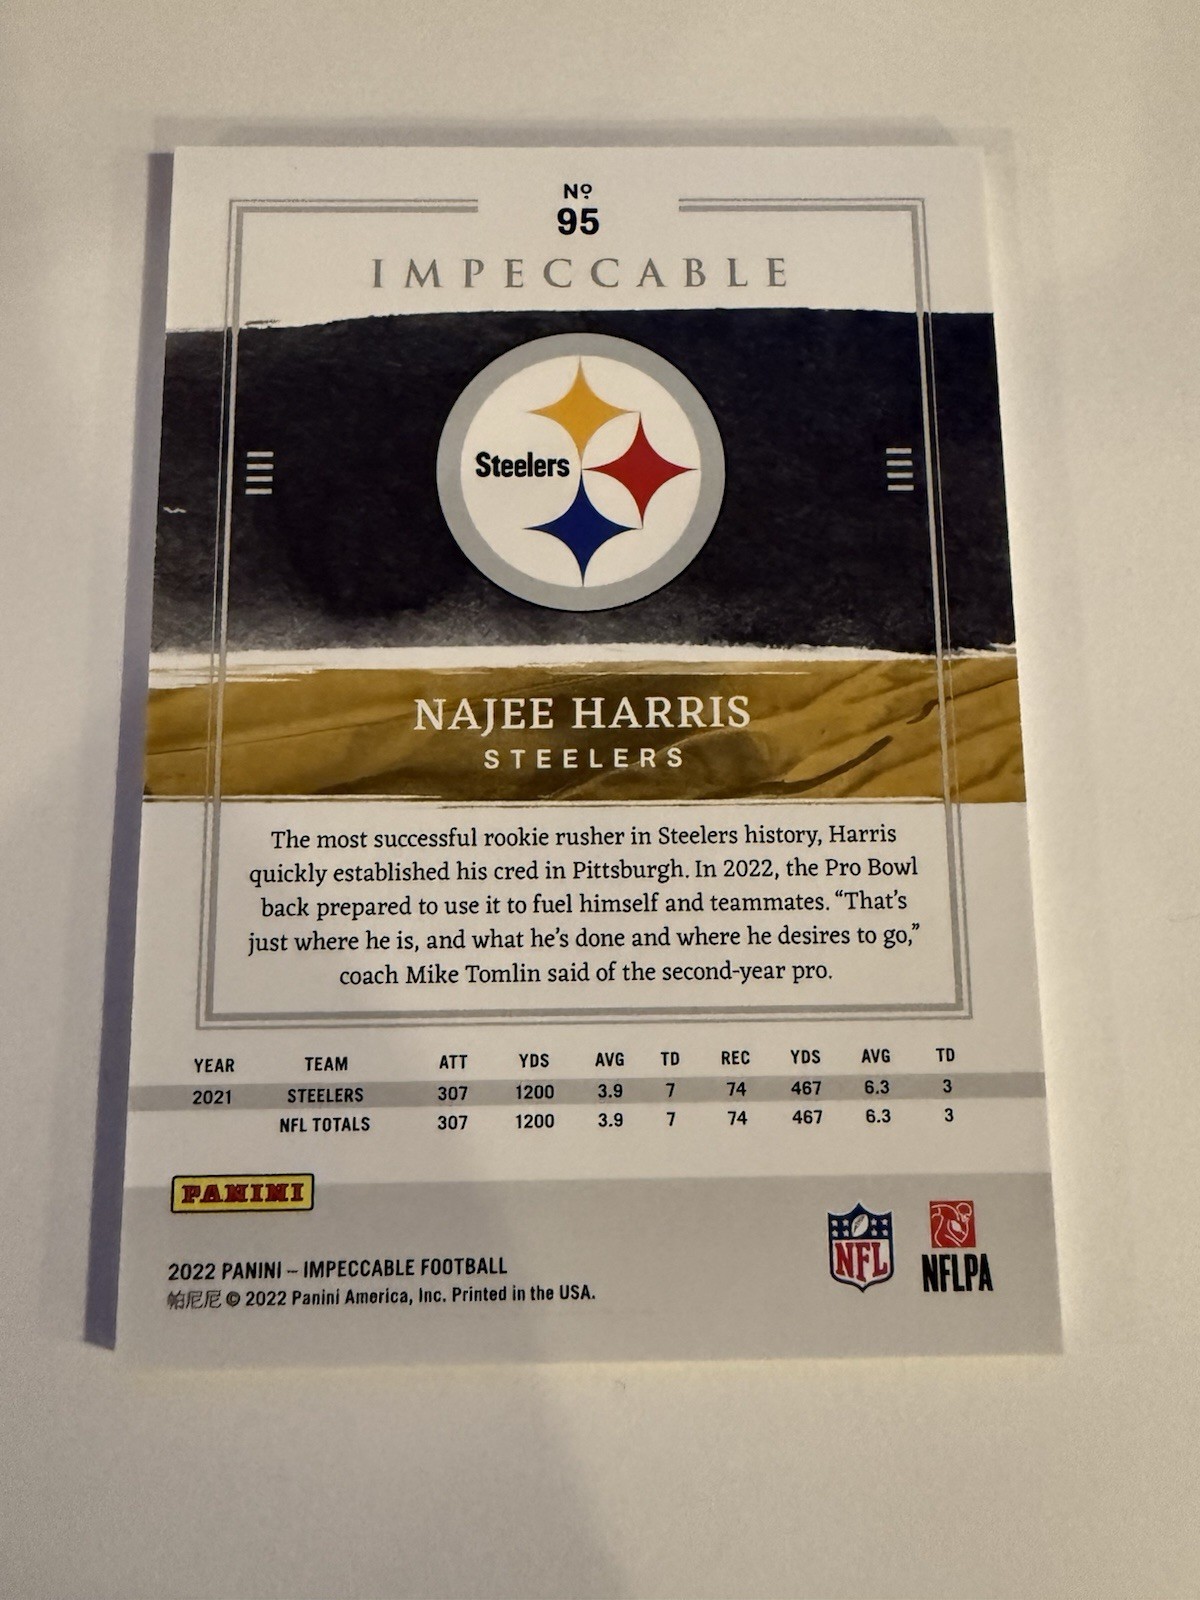 Nº
95
IMPECCABLE
Steelers
NAJEE HARRIS
STEELERS
The most successful rookie rusher in Steelers history, Harris
quickly established his cred in Pittsburgh. In 2022, the Pro Bowl
back prepared to use it to fuel himself and teammates. “That’s
just where he is, and what he’s done and where he desires to go,”
coach Mike Tomlin said of the second-year pro.
YEAR TEAM ATT YDS AVG TD REC YDS AVG TD
2021 STEELERS 307 1200 3.9 7 74 467 6.3 3
NFL TOTALS 307 1200 3.9 7 74 467 6.3 3
PANINI
2022 PANINI – IMPECCABLE FOOTBALL
帕尼尼 © 2022 Panini America, Inc. Printed in the USA.
NFL
NFLPA